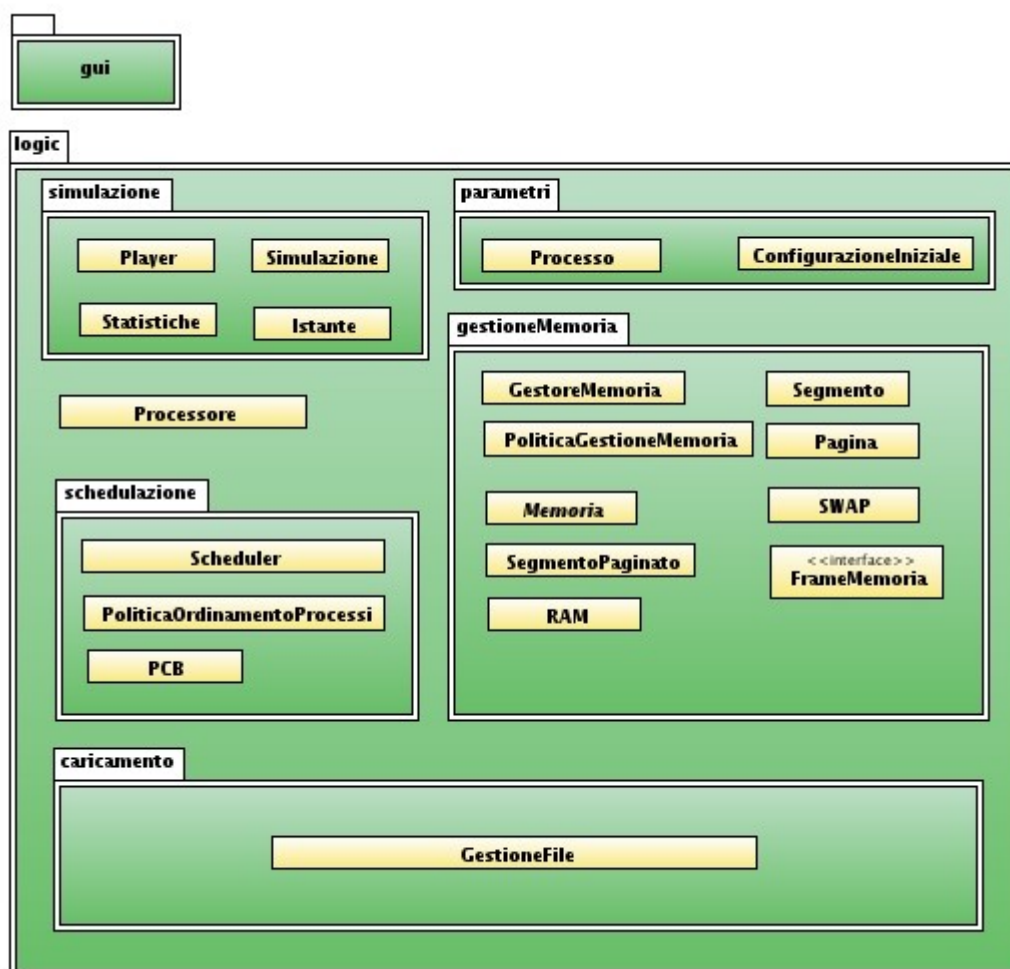 gui
logic
simulazione
Player
Simulazione
Statistiche
Istante
parametri
Processo
ConfigurazioneIniziale
gestioneMemoria
GestoreMemoria
Segmento
PoliticaGestioneMemoria
Pagina
Memoria
SWAP
SegmentoPaginato
<<interface>>
FrameMemoria
RAM
Processore
schedulazione
Scheduler
PoliticaOrdinamentoProcessi
PCB
caricamento
GestioneFile